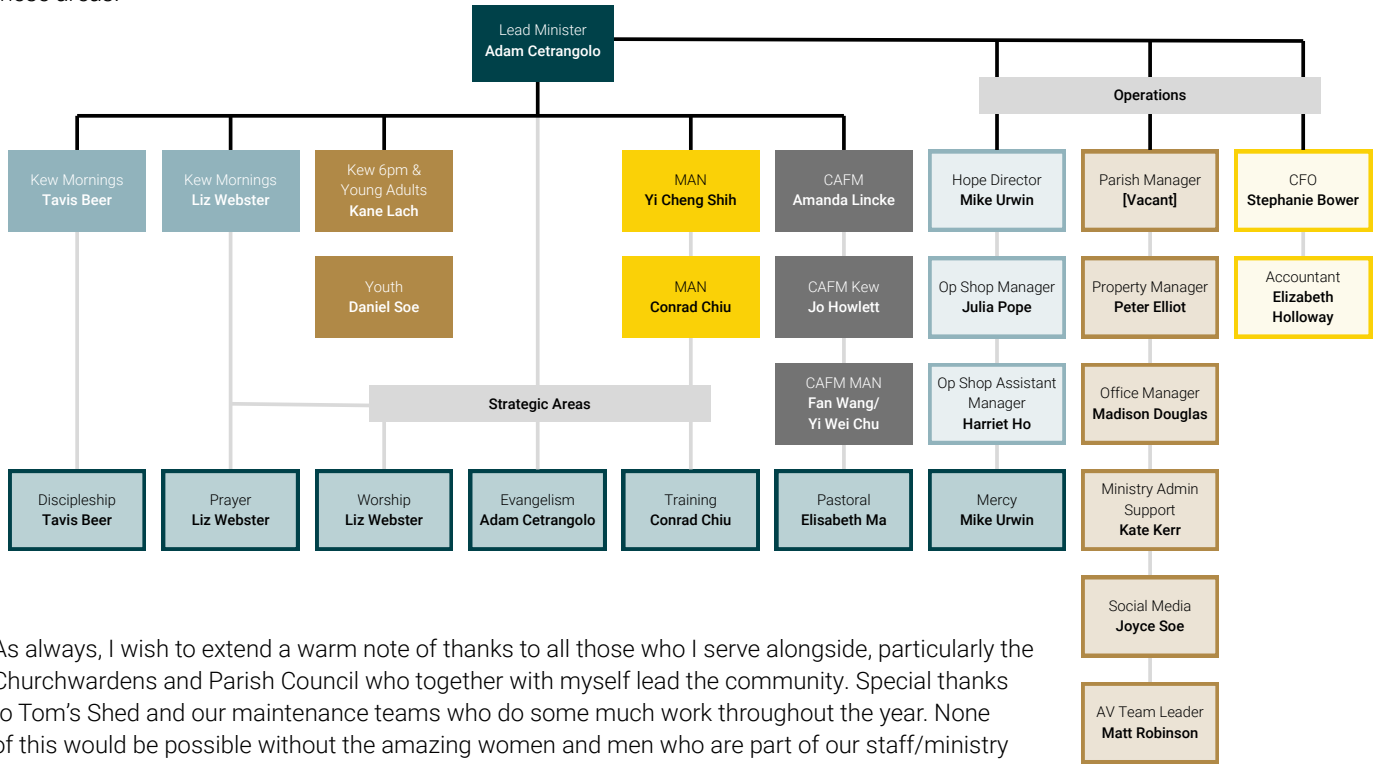 Lead Minister
Adam Cetrangolo
Operations
Kew Mornings
Tavis Beer
Kew Mornings
Liz Webster
Kew 6pm &
Young Adults
Kane Lach
MAN
Yi Cheng Shih
CAFM
Amanda Lincke
Hope Director
Mike Urwin
Parish Manager
[Vacant]
CFO
Stephanie Bower
Youth
Daniel Soe
MAN
Conrad Chiu
CAFM Kew
Jo Howlett
Op Shop Manager
Julia Pope
Property Manager
Peter Elliot
Accountant
Elizabeth
Holloway
Strategic Areas
CAFM MAN
Fan Wang/
Yi Wei Chu
Op Shop Assistant
Manager
Harriet Ho
Office Manager
Madison Douglas
Discipleship
Tavis Beer
Prayer
Liz Webster
Worship
Liz Webster
Evangelism
Adam Cetrangolo
Training
Conrad Chiu
Pastoral
Elisabeth Ma
Mercy
Mike Urwin
Ministry Admin
Support
Kate Kerr
Social Media
Joyce Soe
AV Team Leader
Matt Robinson
As always, I wish to extend a warm note of thanks to all those who I serve alongside, particularly the
Churchwardens and Parish Council who together with myself lead the community. Special thanks
to Tom's Shed and our maintenance teams who do some much work throughout the year. None
of this would be possible without the amazing women and men who are part of our staff/ministry